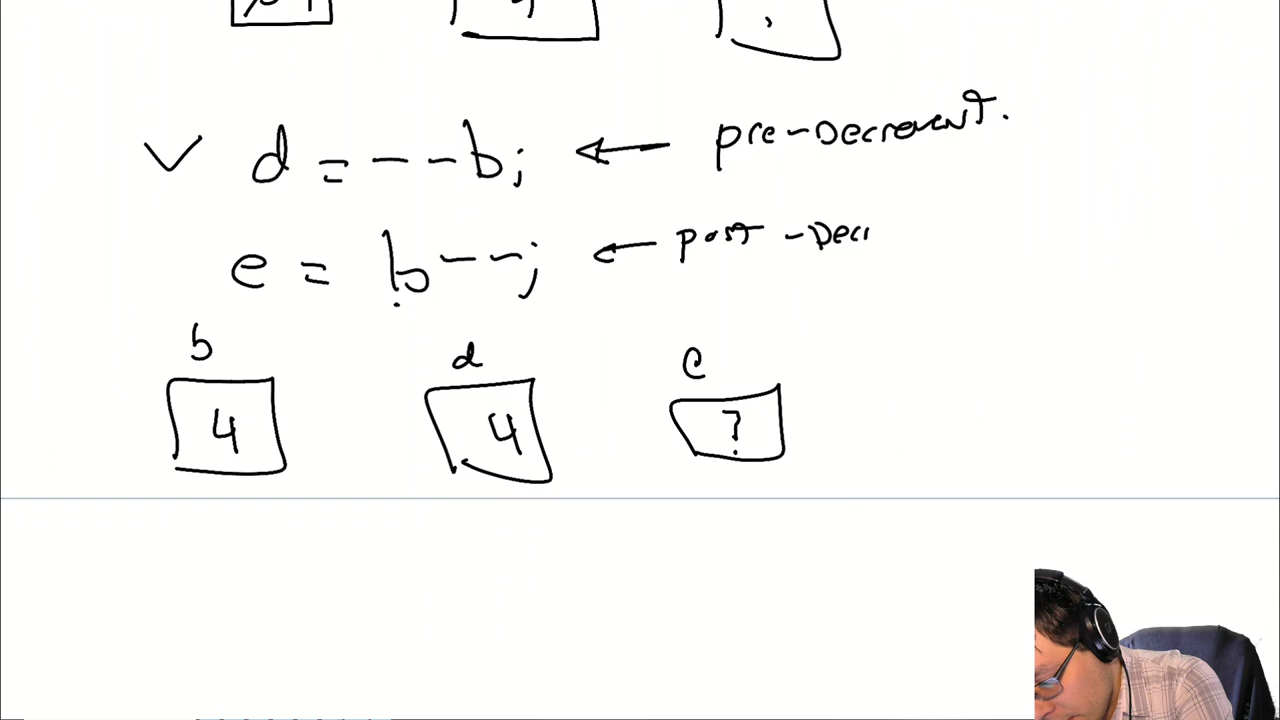 d = --b; ← pre-Decrement.
e = b--; ← post-Decr
b d e
4 4 ?